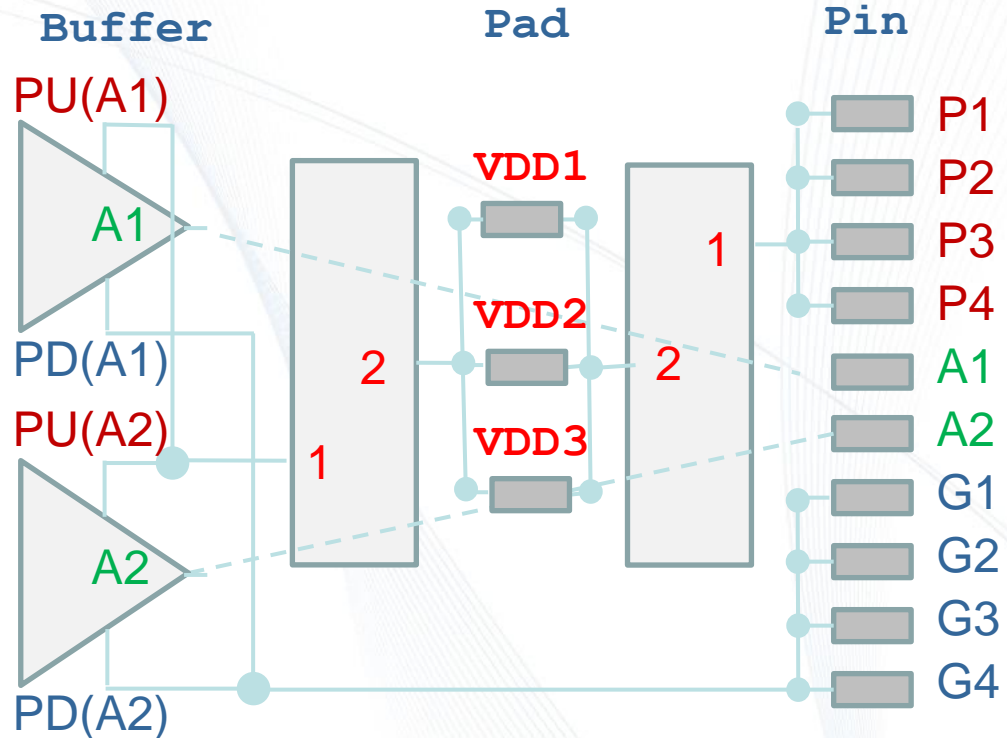 Buffer
Pad
Pin
PU(A1)
A1
PD(A1)
PU(A2)
A2
PD(A2)
1
2
VDD1
VDD2
VDD3
1
2
P1
P2
P3
P4
A1
A2
G1
G2
G3
G4